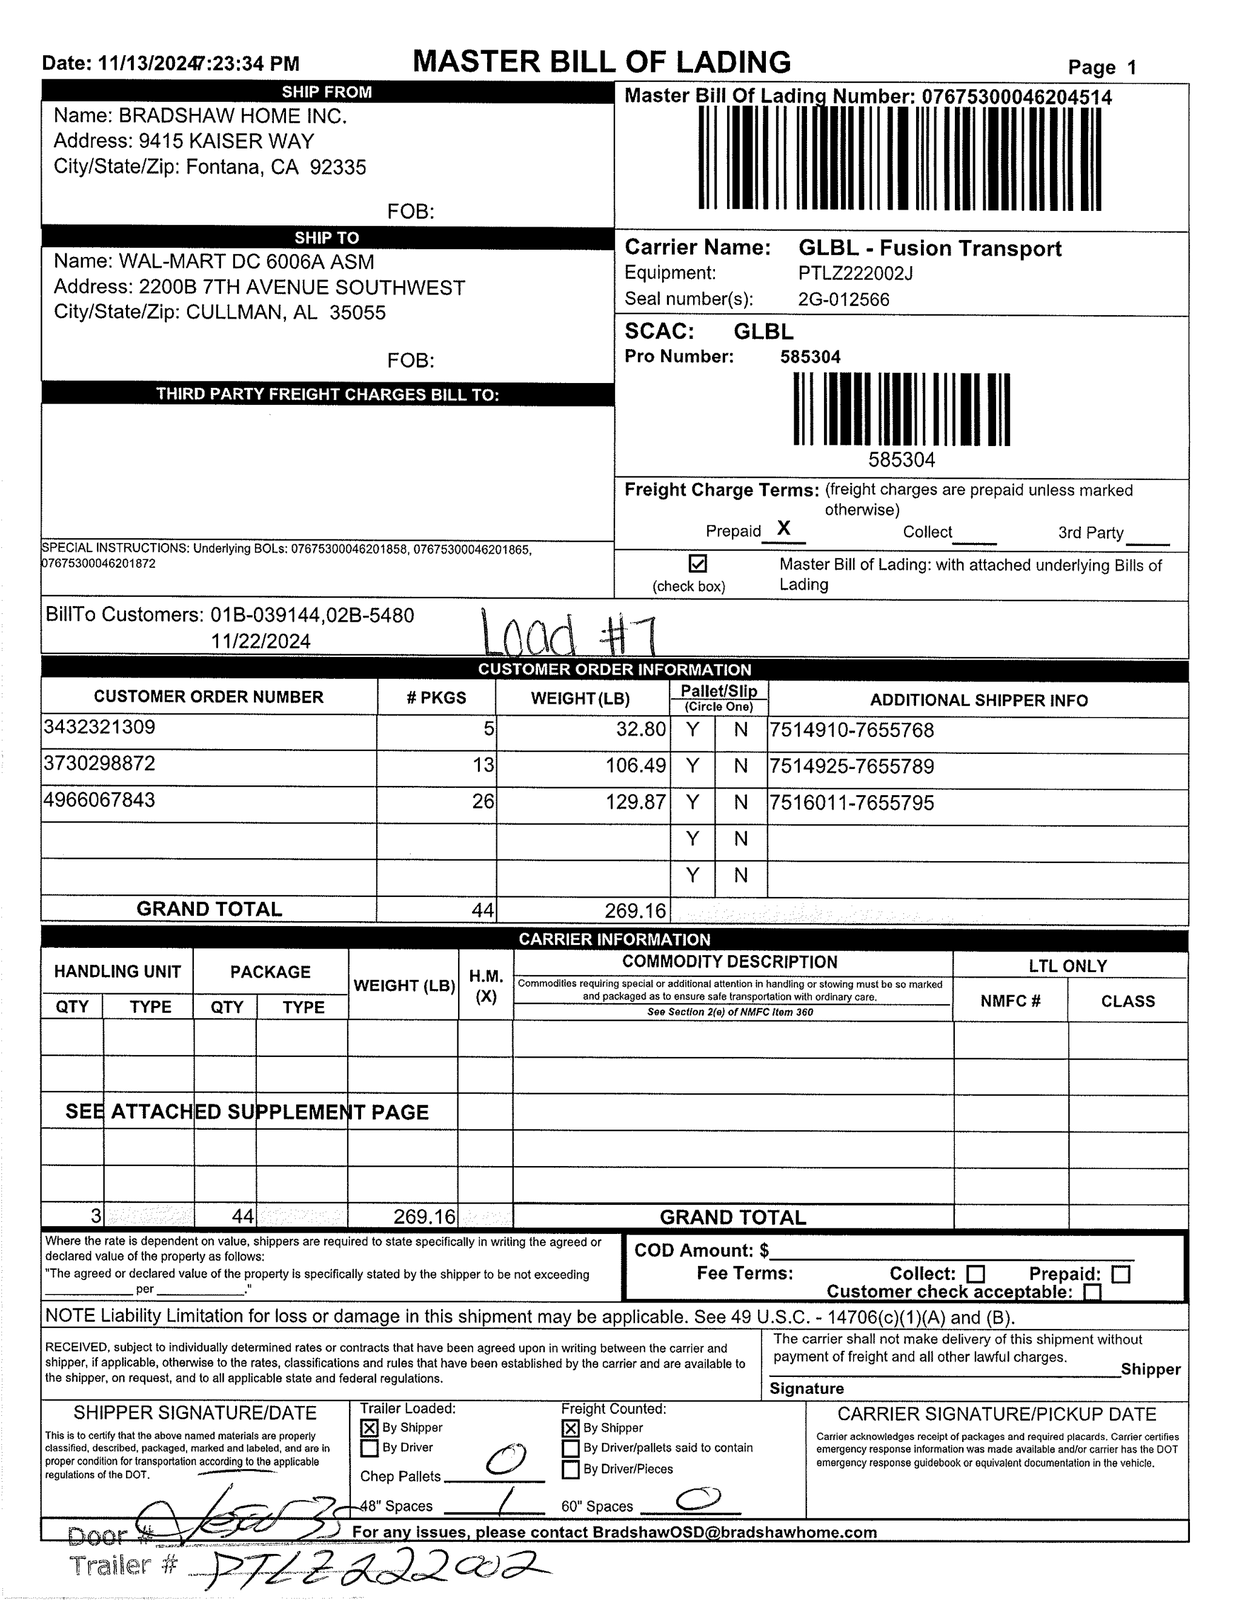 Date: 11/13/2024 7:23:34 PM
MASTER BILL OF LADING
Page 1
SHIP FROM
Name: BRADSHAW HOME INC.
Address: 9415 KAISER WAY
City/State/Zip: Fontana, CA 92335
FOB:
Master Bill Of Lading Number: 07675300046204514
SHIP TO
Name: WAL-MART DC 6006A ASM
Address: 2200B 7TH AVENUE SOUTHWEST
City/State/Zip: CULLMAN, AL 35055
FOB:
Carrier Name: GLBL - Fusion Transport
Equipment: PTLZ222002J
Seal number(s): 2G-012566
SCAC: GLBL
Pro Number: 585304
585304
THIRD PARTY FREIGHT CHARGES BILL TO:
Freight Charge Terms: (freight charges are prepaid unless marked
otherwise)
Prepaid X Collect 3rd Party
SPECIAL INSTRUCTIONS: Underlying BOLs: 07675300046201858, 07675300046201865,
07675300046201872
(check box)
Master Bill of Lading: with attached underlying Bills of
Lading
BillTo Customers: 01B-039144,02B-5480
11/22/2024
Load #7
CUSTOMER ORDER INFORMATION
CUSTOMER ORDER NUMBER # PKGS WEIGHT (LB) Pallet/Slip (Circle One) ADDITIONAL SHIPPER INFO
3432321309 5 32.80 Y N 7514910-7655768
3730298872 13 106.49 Y N 7514925-7655789
4966067843 26 129.87 Y N 7516011-7655795
Y N
Y N
GRAND TOTAL 44 269.16
CARRIER INFORMATION
HANDLING UNIT PACKAGE WEIGHT (LB) H.M. (X) COMMODITY DESCRIPTION LTL ONLY
Commodities requiring special or additional attention in handling or stowing must be so marked
and packaged as to ensure safe transportation with ordinary care.
See Section 2(e) of NMFC Item 360
QTY TYPE QTY TYPE NMFC # CLASS
SEE ATTACHED SUPPLEMENT PAGE
3 44 269.16 GRAND TOTAL
Where the rate is dependent on value, shippers are required to state specifically in writing the agreed or
declared value of the property as follows:
"The agreed or declared value of the property is specifically stated by the shipper to be not exceeding
per ."
COD Amount: $
Fee Terms: Collect: Prepaid:
Customer check acceptable:
NOTE Liability Limitation for loss or damage in this shipment may be applicable. See 49 U.S.C. - 14706(c)(1)(A) and (B).
RECEIVED, subject to individually determined rates or contracts that have been agreed upon in writing between the carrier and
shipper, if applicable, otherwise to the rates, classifications and rules that have been established by the carrier and are available to
the shipper, on request, and to all applicable state and federal regulations.
The carrier shall not make delivery of this shipment without
payment of freight and all other lawful charges.
Shipper
Signature
SHIPPER SIGNATURE/DATE
This is to certify that the above named materials are properly
classified, described, packaged, marked and labeled, and are in
proper condition for transportation according to the applicable
regulations of the DOT.
Trailer Loaded:
X By Shipper
By Driver
Chep Pallets 0
48" Spaces 1
Freight Counted:
X By Shipper
By Driver/pallets said to contain
By Driver/Pieces
60" Spaces 0
CARRIER SIGNATURE/PICKUP DATE
Carrier acknowledges receipt of packages and required placards. Carrier certifies
emergency response information was made available and/or carrier has the DOT
emergency response guidebook or equivalent documentation in the vehicle.
For any issues, please contact BradshawOSD@bradshawhome.com
Door #
Trailer # PTLZ222002